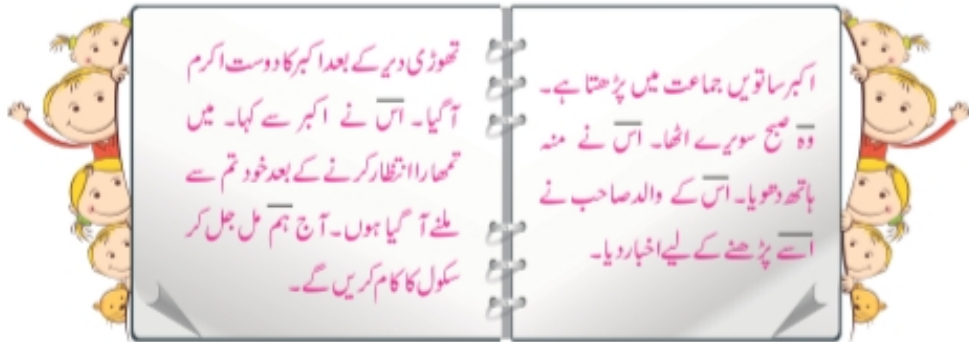 اکبر ساتویں جماعت میں پڑھتا ہے۔
وہ صبح سویرے اٹھا۔ اس نے منہ
ہاتھ دھویا۔ اس کے والد صاحب نے
اسے پڑھنے کے لیے اخبار دیا۔
تھوڑی دیر کے بعد اکبر کا دوست اکرم
آ گیا۔ اس نے اکبر سے کہا۔ میں
تمھارا انتظار کرنے کے بعد خود تم سے
ملنے آ گیا ہوں۔ آج ہم مل جل کر
سکول کا کام کریں گے۔